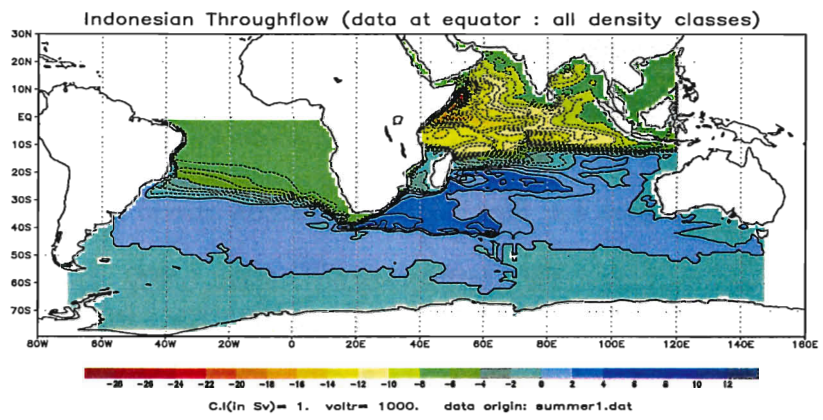 Indonesian Throughflow (data at equator : all density classes)
30N
20N
10N
EQ
10S
20S
30S
40S
50S
60S
70S
80W 60W 40W 20W 0 20E 40E 60E 80E 100E 120E 140E 160E
-28 -26 -24 -22 -20 -18 -16 -14 -12 -10 -8 -6 -4 -2 0 2 4 6 8 10 12
C.I(in Sv)= 1. voltr= 1000. data origin: summer1.dat